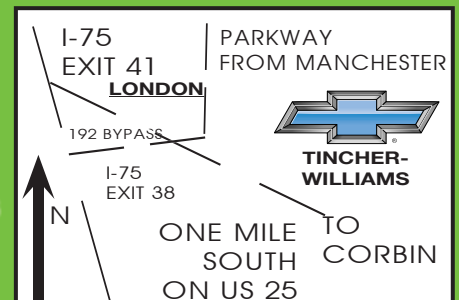 I-75
EXIT 41
PARKWAY
FROM MANCHESTER
LONDON
192 BYPASS
I-75
EXIT 38
®
TINCHER-
WILLIAMS
N
ONE MILE
SOUTH
ON US 25
TO
CORBIN